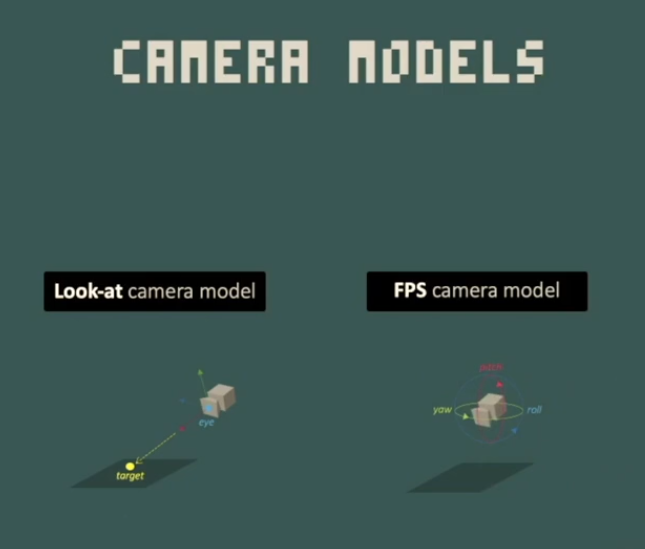 CAMERA MODELS
Look-at camera model
FPS camera model
eye
target
pitch
yaw
roll